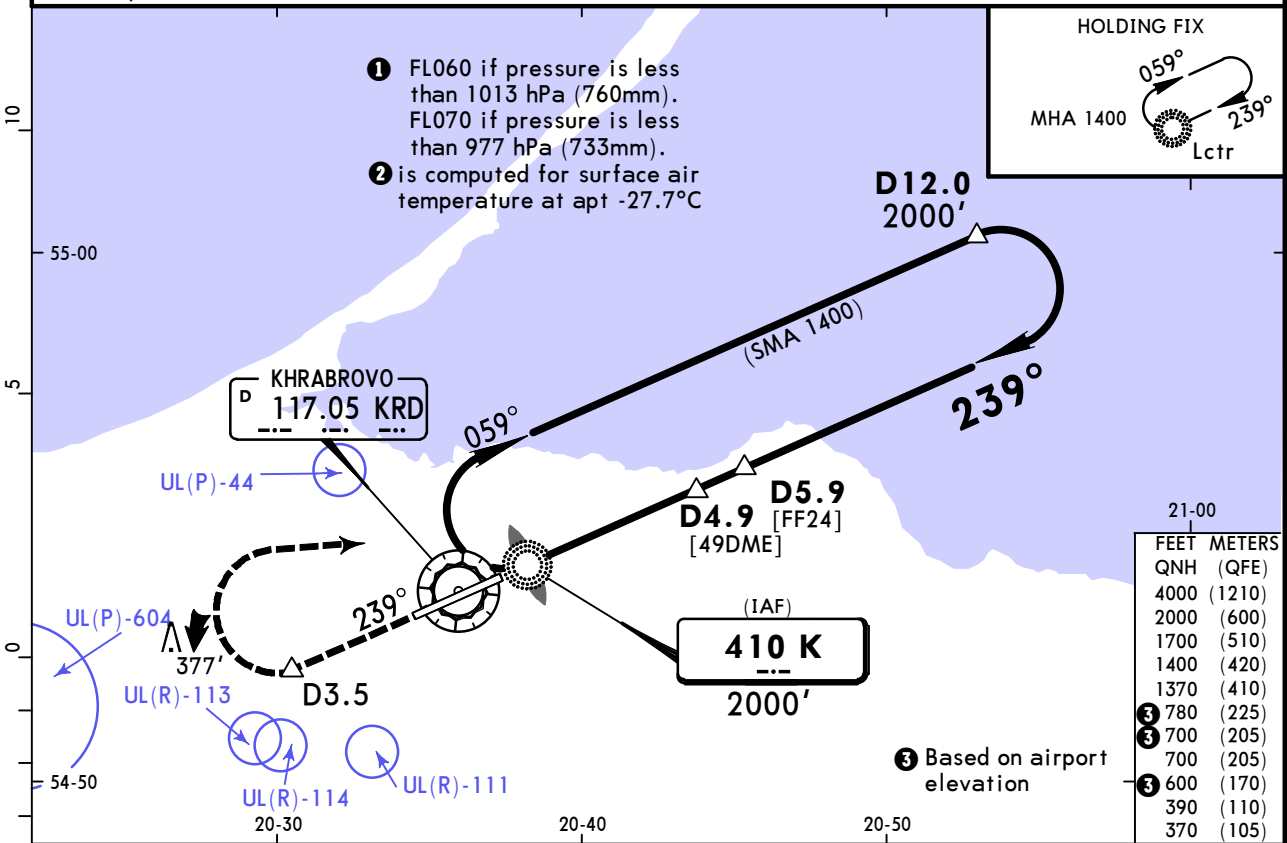 ❶ FL060 if pressure is less
than 1013 hPa (760mm).
FL070 if pressure is less
than 977 hPa (733mm).
❷ is computed for surface air
temperature at apt -27.7°C
HOLDING FIX
059°
MHA 1400
239°
Lctr
10
D12.0
2000'
55-00
(SMA 1400)
5
KHRABROVO
D 117.05 KRD
059°
239°
UL(P)-44
D5.9
[FF24]
D4.9
[49DME]
21-00
239°
(IAF)
410 K
2000'
UL(P)-604
0
377'
D3.5
UL(R)-113
UL(R)-114
UL(R)-111
❸ Based on airport
elevation
54-50
20-30
20-40
20-50
FEET METERS
QNH (QFE)
4000 (1210)
2000 (600)
1700 (510)
1400 (420)
1370 (410)
❸ 780 (225)
❸ 700 (205)
700 (205)
❸ 600 (170)
390 (110)
370 (105)